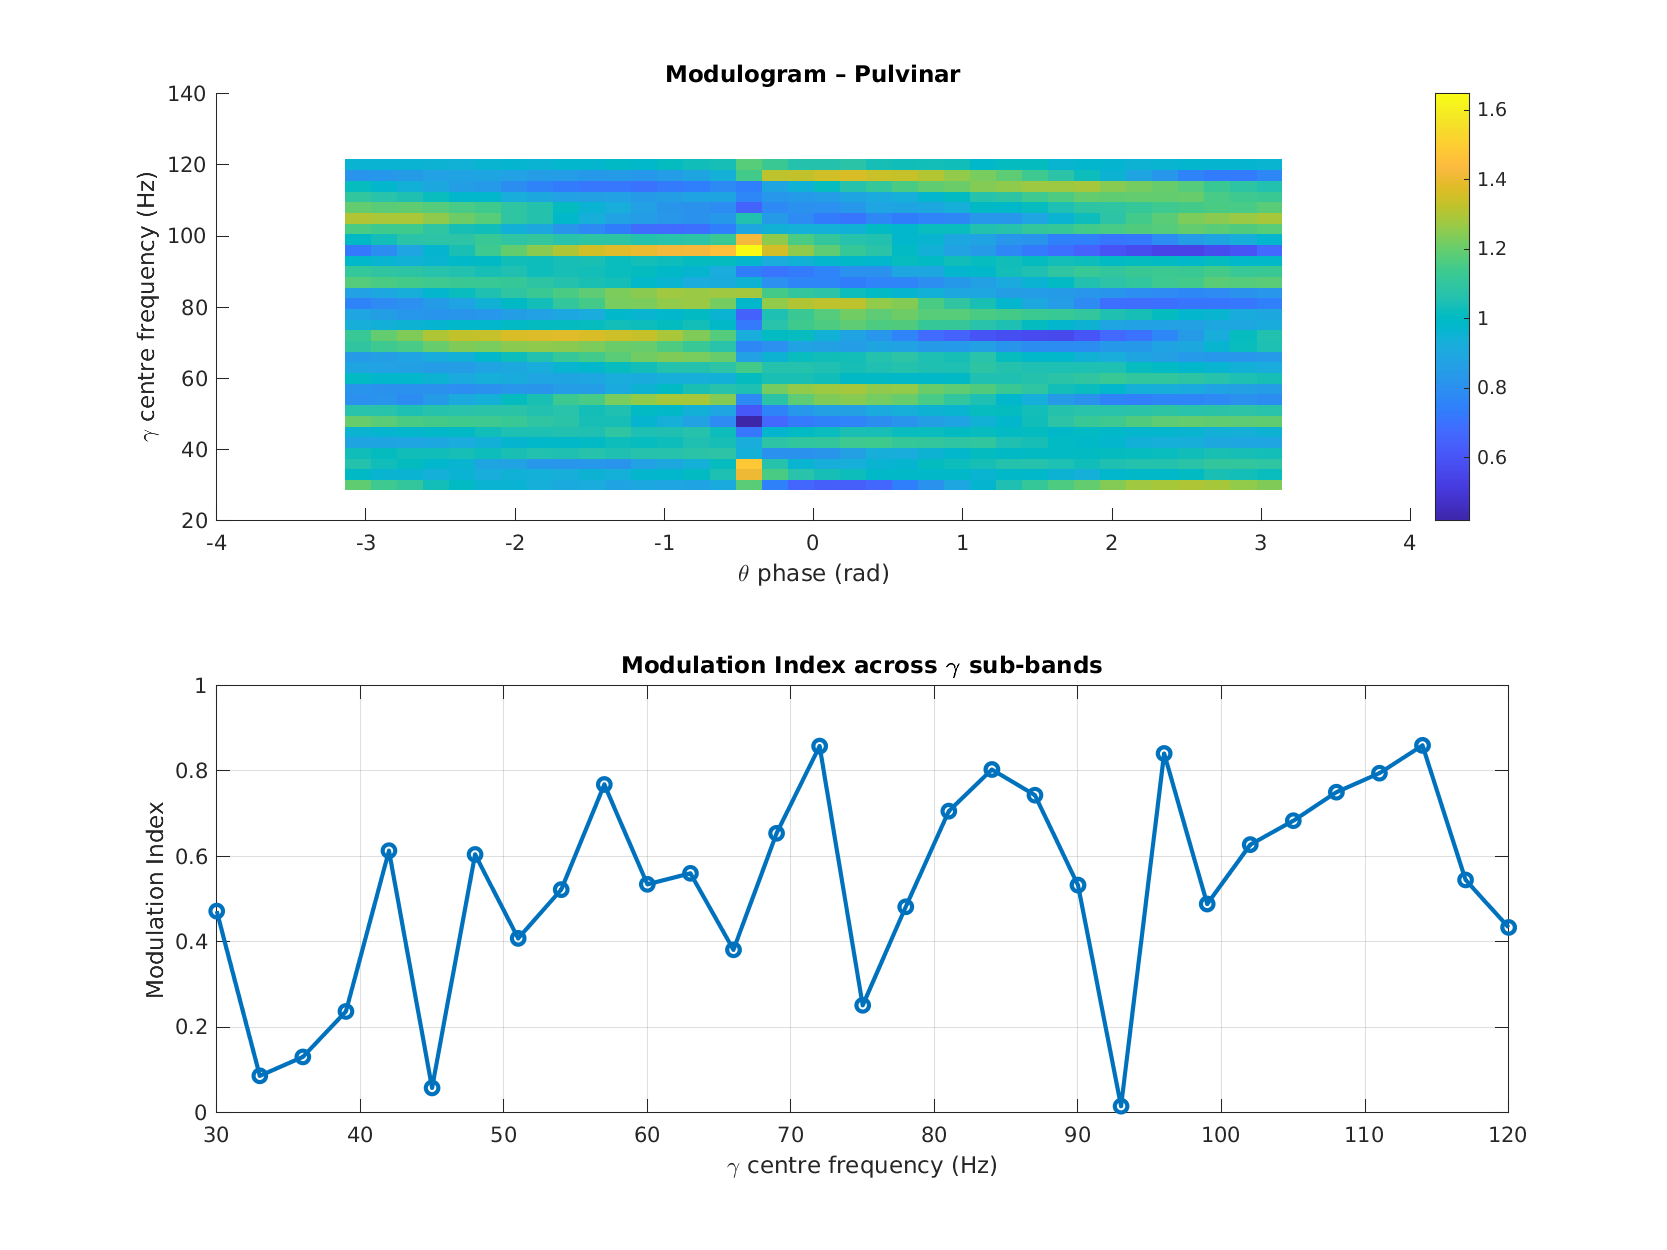 Modulogram – Pulvinar
140
120
100
80
60
40
20
γ centre frequency (Hz)
-4 -3 -2 -1 0 1 2 3 4
θ phase (rad)
1.6
1.4
1.2
1
0.8
0.6
Modulation Index across γ sub-bands
1
0.8
0.6
0.4
0.2
0
Modulation Index
30 40 50 60 70 80 90 100 110 120
γ centre frequency (Hz)